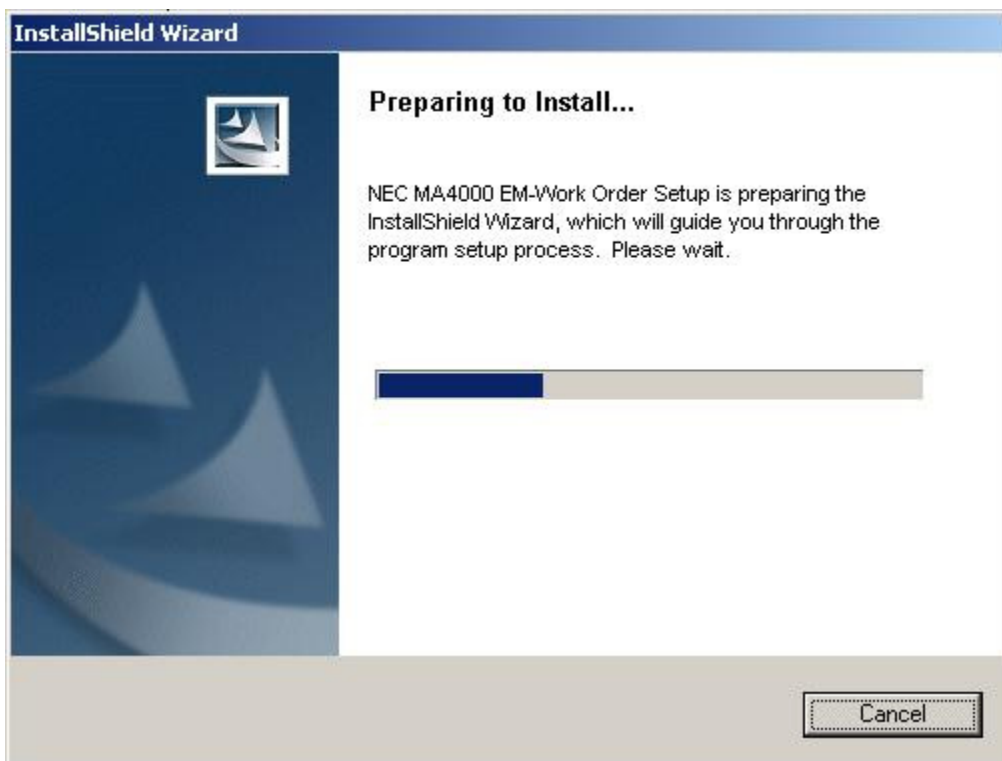 InstallShield Wizard
Preparing to Install...
NEC MA4000 EM-Work Order Setup is preparing the
InstallShield Wizard, which will guide you through the
program setup process.  Please wait.
Cancel